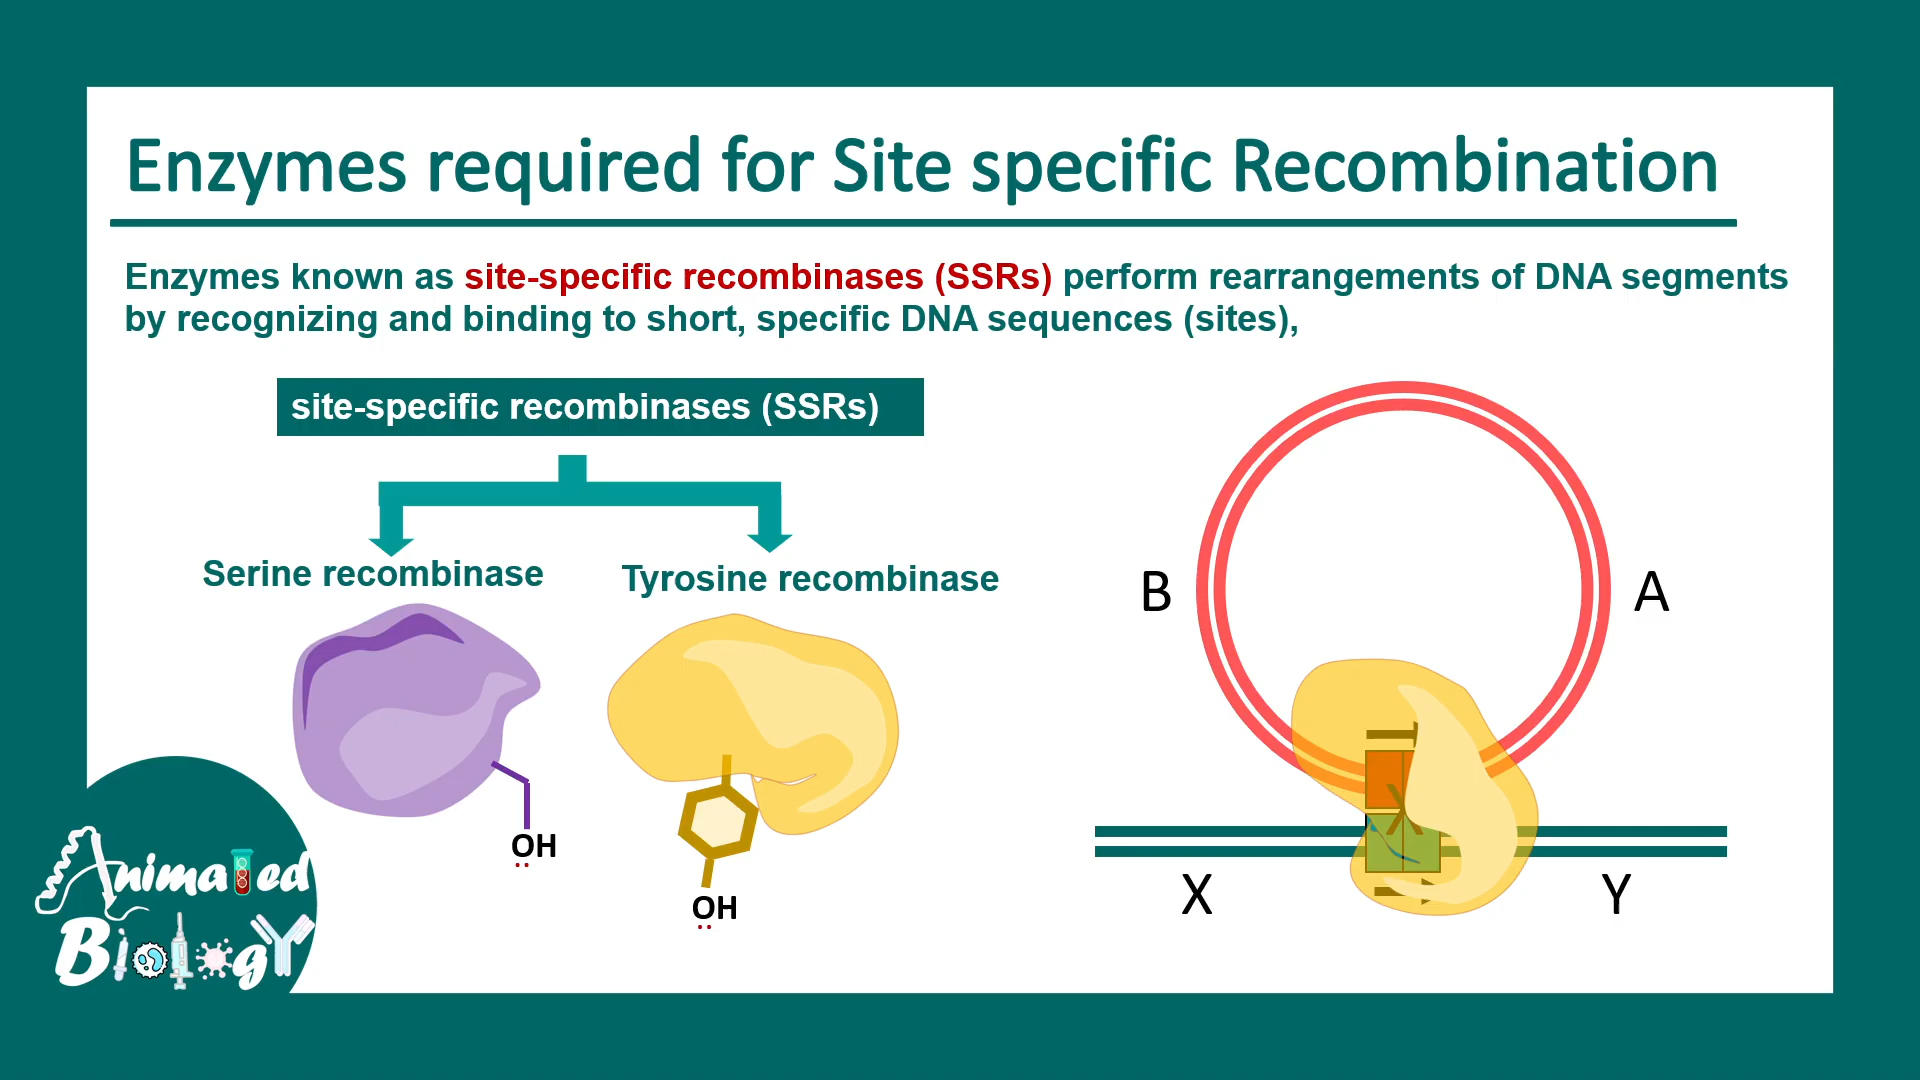 Enzymes required for Site specific Recombination
Enzymes known as site-specific recombinases (SSRs) perform rearrangements of DNA segments
by recognizing and binding to short, specific DNA sequences (sites),
site-specific recombinases (SSRs)
Serine recombinase
Tyrosine recombinase
OH
OH
B
A
X
X
Y
Animated
Biology